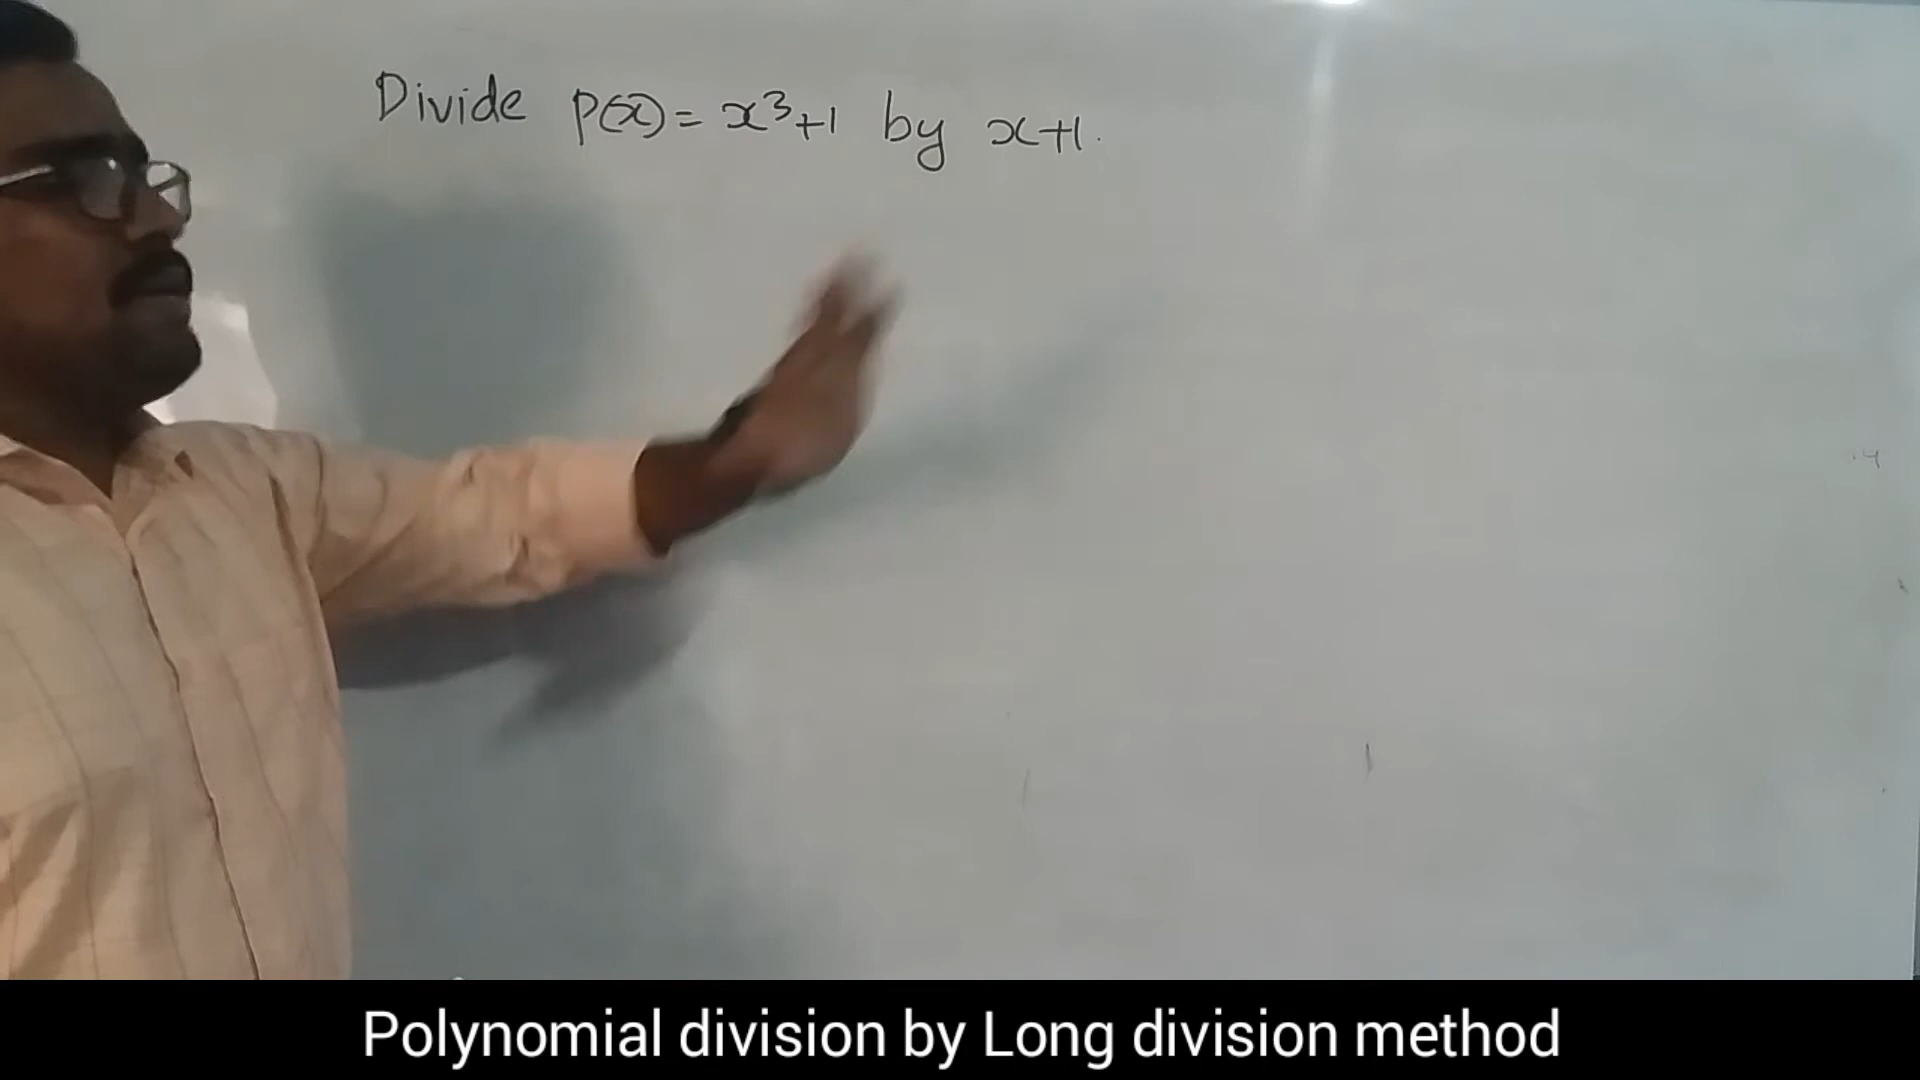 Divide p(x) = x³+1 by x+1.
Polynomial division by Long division method